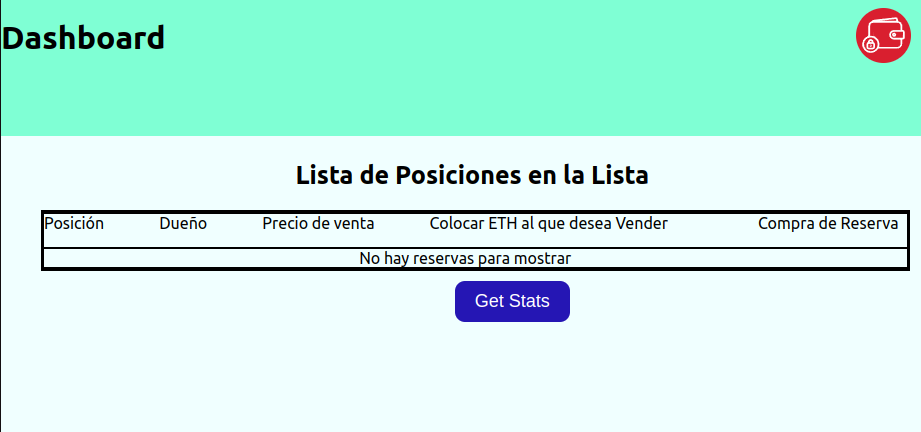 Dashboard
Lista de Posiciones en la Lista
Posición Dueño Precio de venta Colocar ETH al que desea Vender Compra de Reserva
No hay reservas para mostrar
Get Stats